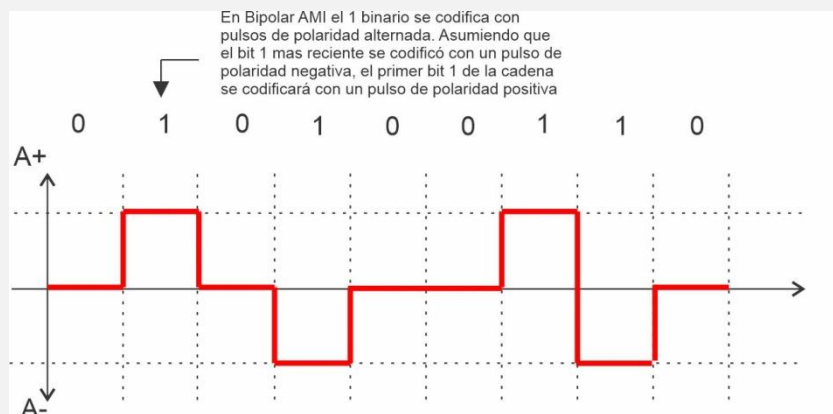 En Bipolar AMI el 1 binario se codifica con
pulsos de polaridad alternada. Asumiendo que
el bit 1 mas reciente se codificó con un pulso de
polaridad negativa, el primer bit 1 de la cadena
se codificará con un pulso de polaridad positiva
0 1 0 1 0 0 1 1 0
A+
A-